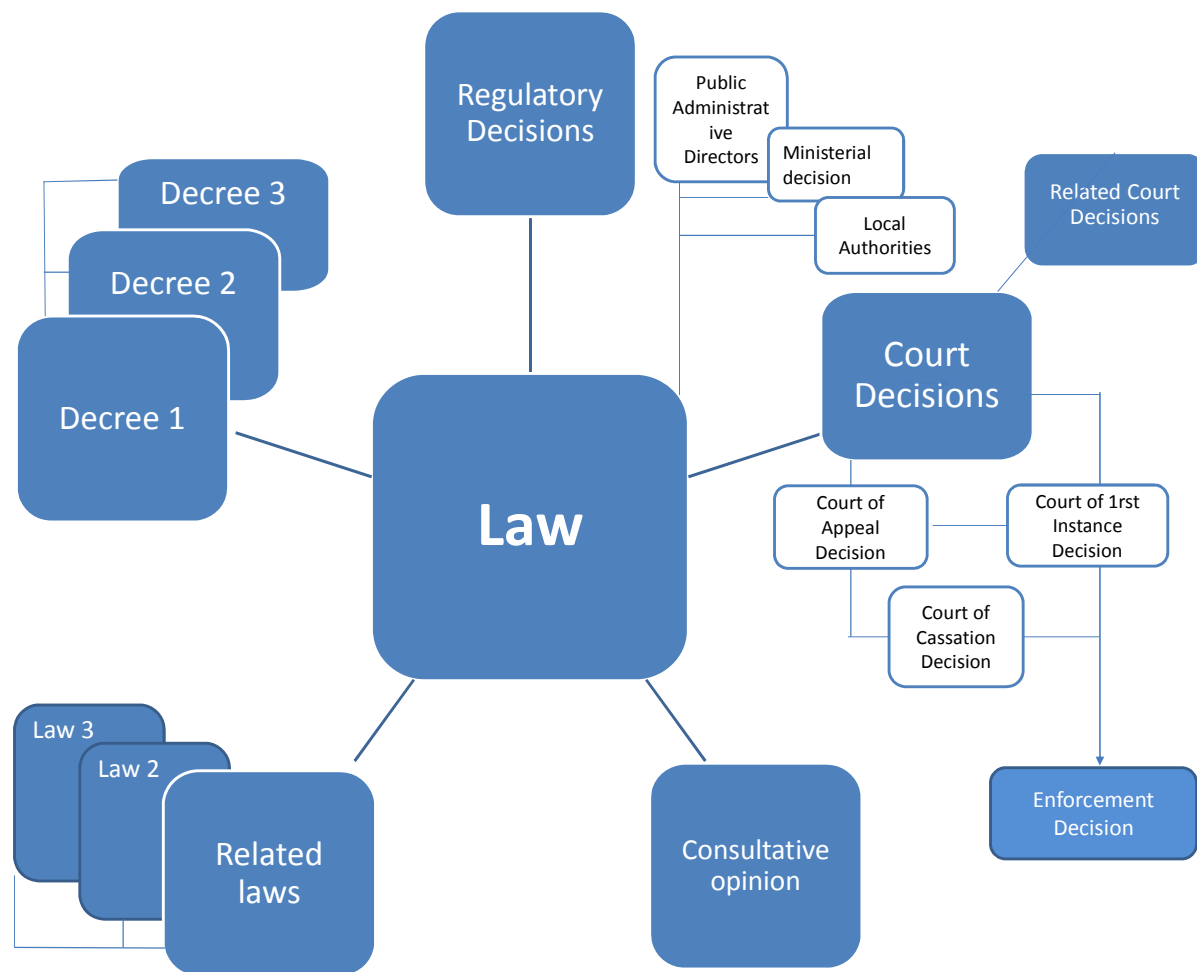 Regulatory
Decisions
Public
Administrat
ive
Directors
Ministerial
decision
Local
Authorities
Related Court
Decisions
Decree 3
Decree 2
Decree 1
Court
Decisions
Law
Court of
Appeal
Decision
Court of 1rst
Instance
Decision
Court of
Cassation
Decision
Law 3
Law 2
Related
laws
Consultative
opinion
Enforcement
Decision